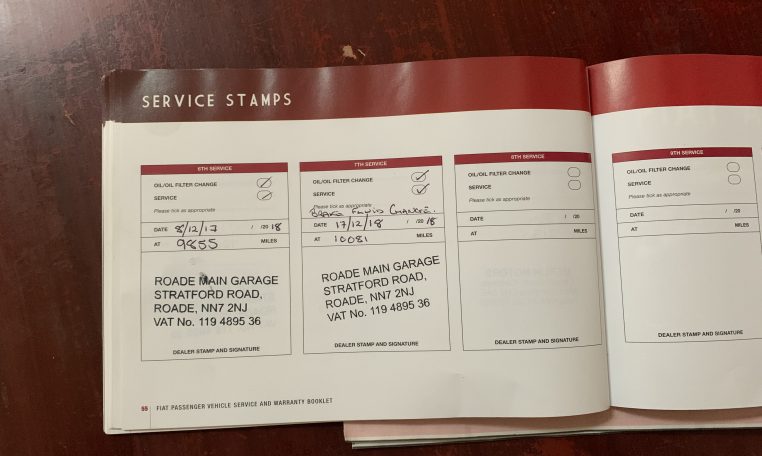 SERVICE STAMPS
6TH SERVICE
OIL/OIL FILTER CHANGE
SERVICE
Please tick as appropriate
DATE 8/12/17 / /20 18
AT 9855 MILES
ROADE MAIN GARAGE
STRATFORD ROAD,
ROADE, NN7 2NJ
VAT No. 119 4895 36
DEALER STAMP AND SIGNATURE
7TH SERVICE
OIL/OIL FILTER CHANGE
SERVICE
Please tick as appropriate
BRAKE FLUID CHANGED.
DATE 17/12/18 /20 18
AT 10081 MILES
ROADE MAIN GARAGE
STRATFORD ROAD,
ROADE, NN7 2NJ
VAT No. 119 4895 36
DEALER STAMP AND SIGNATURE
8TH SERVICE
OIL/OIL FILTER CHANGE
SERVICE
Please tick as appropriate
DATE / /20
AT MILES
DEALER STAMP AND SIGNATURE
9TH SERVICE
OIL/OIL FILTER CHANGE
SERVICE
Please tick as appropriate
DATE / /20
AT MILES
DEALER STAMP AND SIGNATURE
55 FIAT PASSENGER VEHICLE SERVICE AND WARRANTY BOOKLET